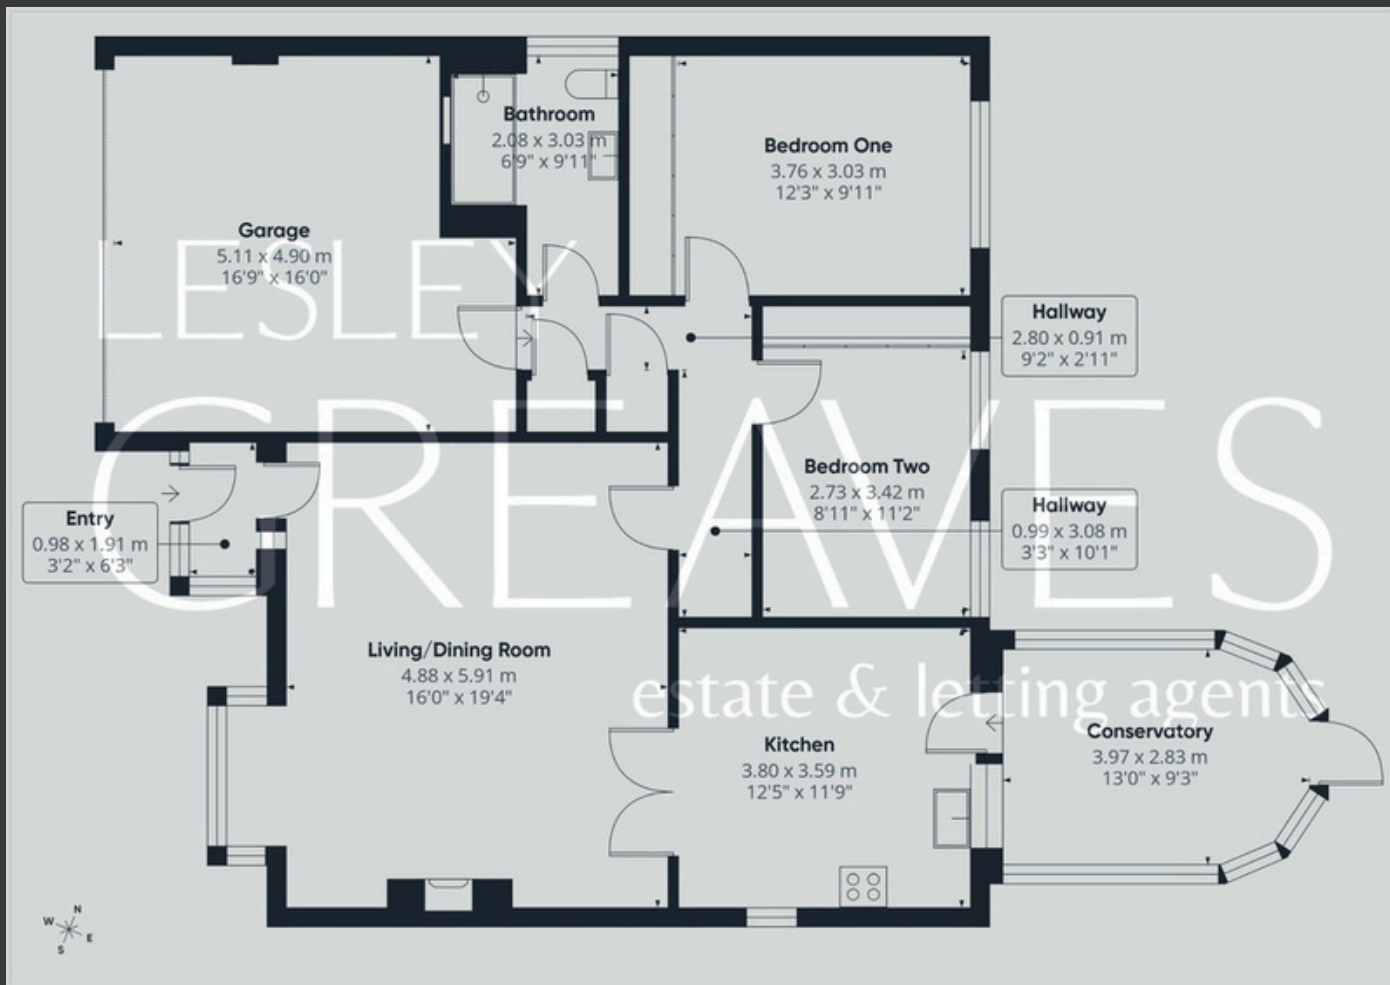 Bathroom
2.08 x 3.03 m
6'9" x 9'11"
Bedroom One
3.76 x 3.03 m
12'3" x 9'11"
Garage
5.11 x 4.90 m
16'9" x 16'0"
LESLEY
Hallway
2.80 x 0.91 m
9'2" x 2'11"
GREAVES
Bedroom Two
2.73 x 3.42 m
8'11" x 11'2"
Hallway
0.99 x 3.08 m
3'3" x 10'1"
Entry
0.98 x 1.91 m
3'2" x 6'3"
Living/Dining Room
4.88 x 5.91 m
16'0" x 19'4"
estate & letting agents
Kitchen
3.80 x 3.59 m
12'5" x 11'9"
Conservatory
3.97 x 2.83 m
13'0" x 9'3"
N
W
E
S